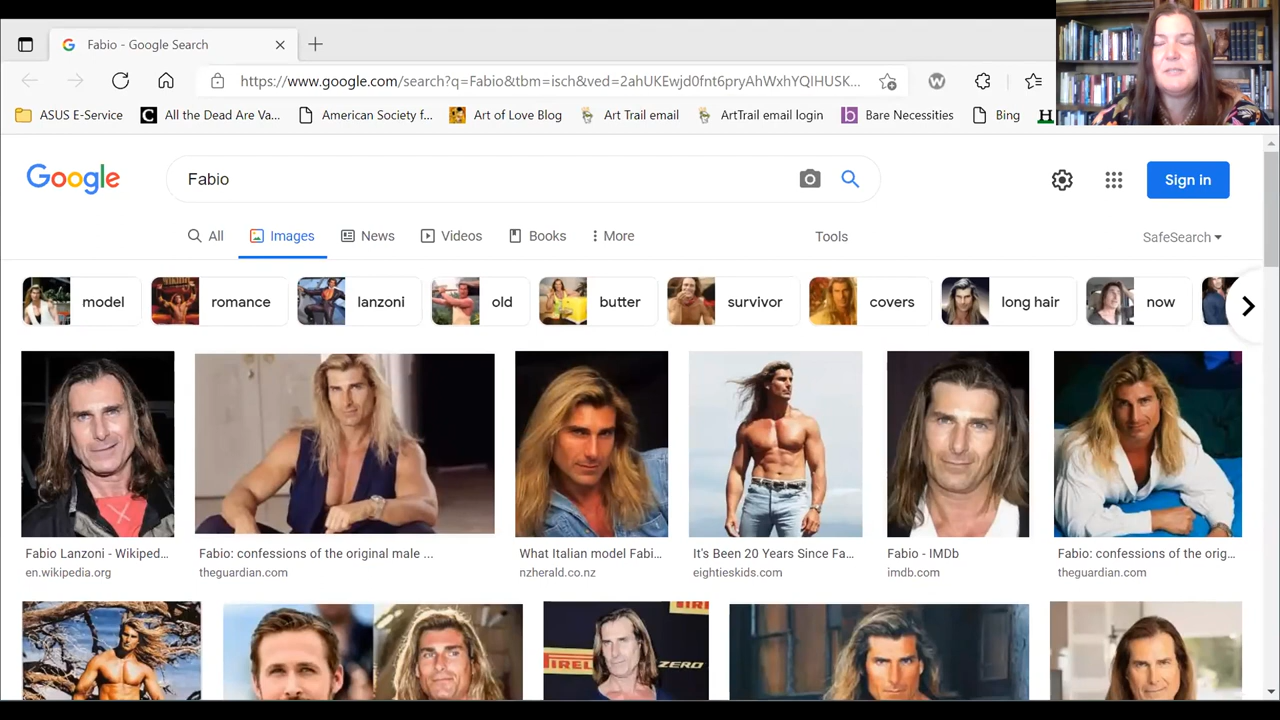 Fabio - Google Search
https://www.google.com/search?q=Fabio&tbm=isch&ved=2ahUKEwjd0fnt6pryAhWxhYQIHUSK...
ASUS E-Service All the Dead Are Va... American Society f... Art of Love Blog Art Trail email ArtTrail email login Bare Necessities Bing H
Google Fabio Sign in
All Images News Videos Books More Tools SafeSearch
model romance lanzoni old butter survivor covers long hair now
Fabio Lanzoni - Wikiped... Fabio: confessions of the original male ... What Italian model Fabi... It's Been 20 Years Since Fa... Fabio - IMDb Fabio: confessions of the orig...
en.wikipedia.org theguardian.com nzherald.co.nz eightieskids.com imdb.com theguardian.com
PIRELLI ZERO